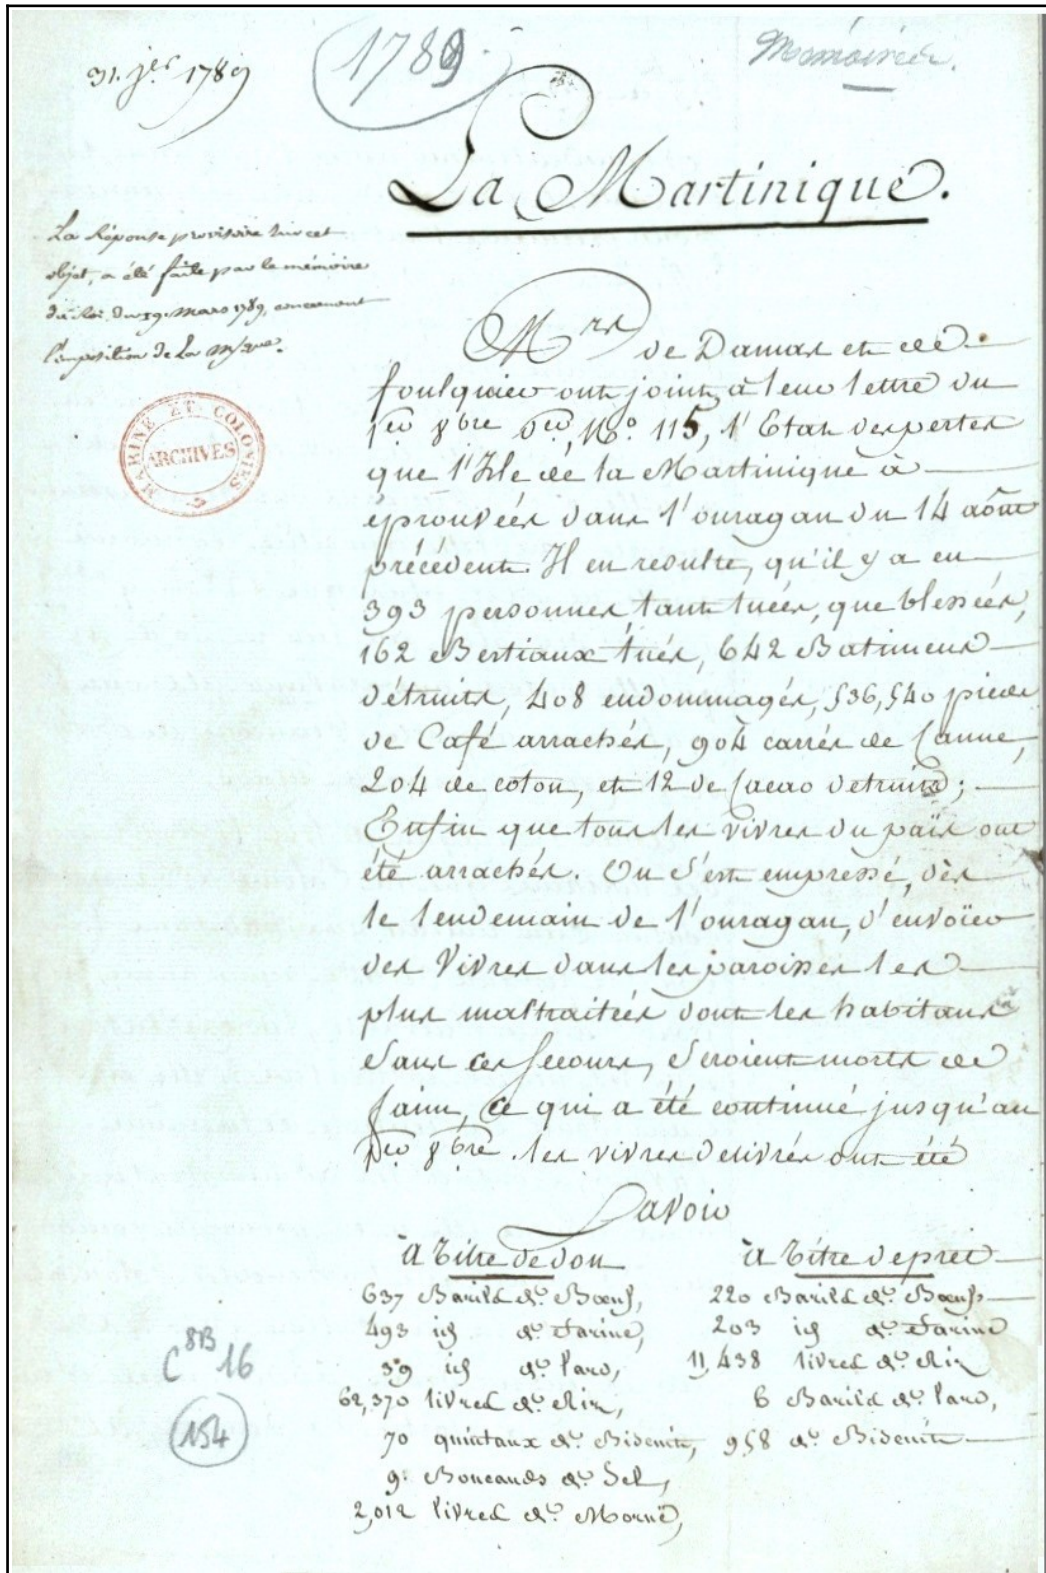 31. jer 1789
1789
Mémoires.
La Martinique.
La Réponse provisoire sur cet
objet, a été faite par le mémoire
du Roi du 19 mars 1789, concernant
l'imposition de La Mque.
MARINE ET COLONIES
ARCHIVES
Mrs de Damas et de
foulquier ont joint à leur lettre du
1er 8bre der, No. 115, l'Etat des pertes
que l'Isle de la Martinique à
éprouvées dans l'ouragan du 14 août
précédent. Il en resulte, qu'il y a eu
393 personnes, tant tuées, que blessées,
162 Bestiaux tués, 642 Batimens
détruits, 408 endommagés, 536,540 pieds
de Café arrachés, 904 carrés de Canne,
204 de coton, et 12 de Cacao detruits;
Enfin que tous les vivres du païs ont
été arrachés. On s'est empressé, dès
le lendemain de l'ouragan, d'envoïer
des Vivres dans les paroisses les
plus maltraitées dont les habitans
sans ces secours, seroient morts de
faim, ce qui a été continué jusqu'au
1er 8bre. les vivres delivrés ont été
Savoir
à titre de don à titre de pret
637 Barils de Boeuf, 220 Barils de Boeuf
493 id de farine, 203 id de farine
39 id de Lard, 11,438 livres de Riz
62,370 livres de Riz, 6 Barils de Lard,
70 quintaux de Biscuit, 958 de Biscuit
9. Boucauds de Sel,
2,012 livres de Morue,
C 8B 16
154